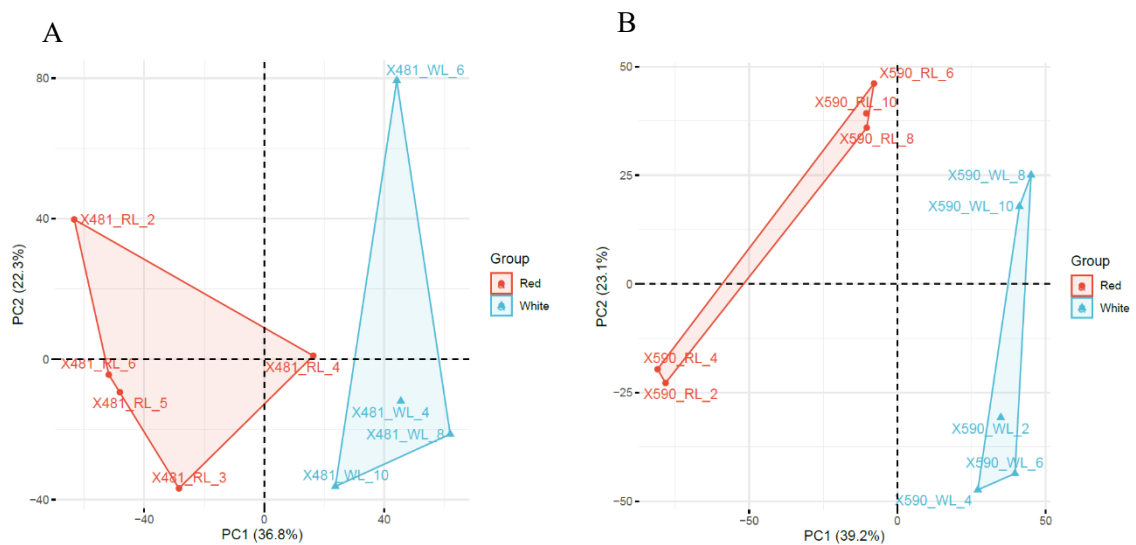 A
X481_WL_6
80
40
0
−40
X481_RL_2
X481_RL_6
X481_RL_5
X481_RL_3
X481_RL_4
X481_WL_4
X481_WL_8
X481_WL_10
PC2 (22.3%)
−40
0
40
PC1 (36.8%)
Group
Red
White
B
50
25
0
−25
−50
X590_RL_6
X590_RL_10
X590_RL_8
X590_WL_8
X590_WL_10
X590_RL_4
X590_RL_2
X590_WL_2
X590_WL_6
X590_WL_4
PC2 (23.1%)
−50
0
50
PC1 (39.2%)
Group
Red
White